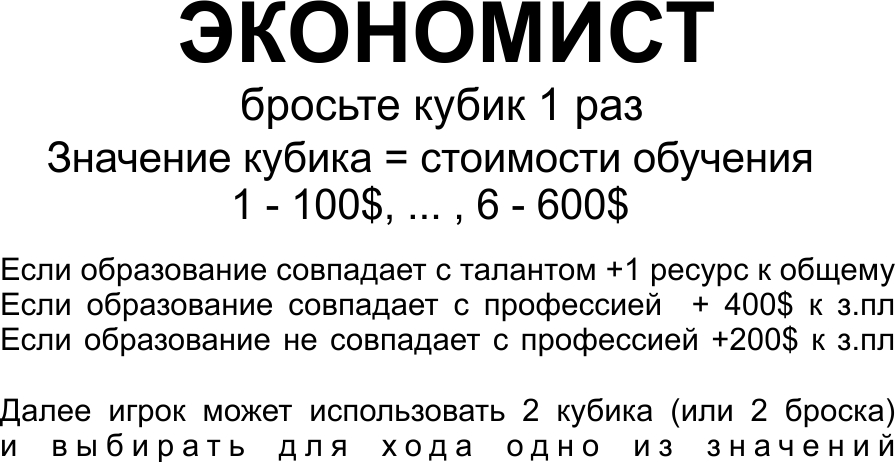 ЭКОНОМИСТ
бросьте кубик 1 раз
Значение кубика = стоимости обучения
1 - 100$, ... , 6 - 600$
Если образование совпадает с талантом +1 ресурс к общему
Если образование совпадает с профессией + 400$ к з.пл
Если образование не совпадает с профессией +200$ к з.пл
Далее игрок может использовать 2 кубика (или 2 броска)
и выбирать для хода одно из значений